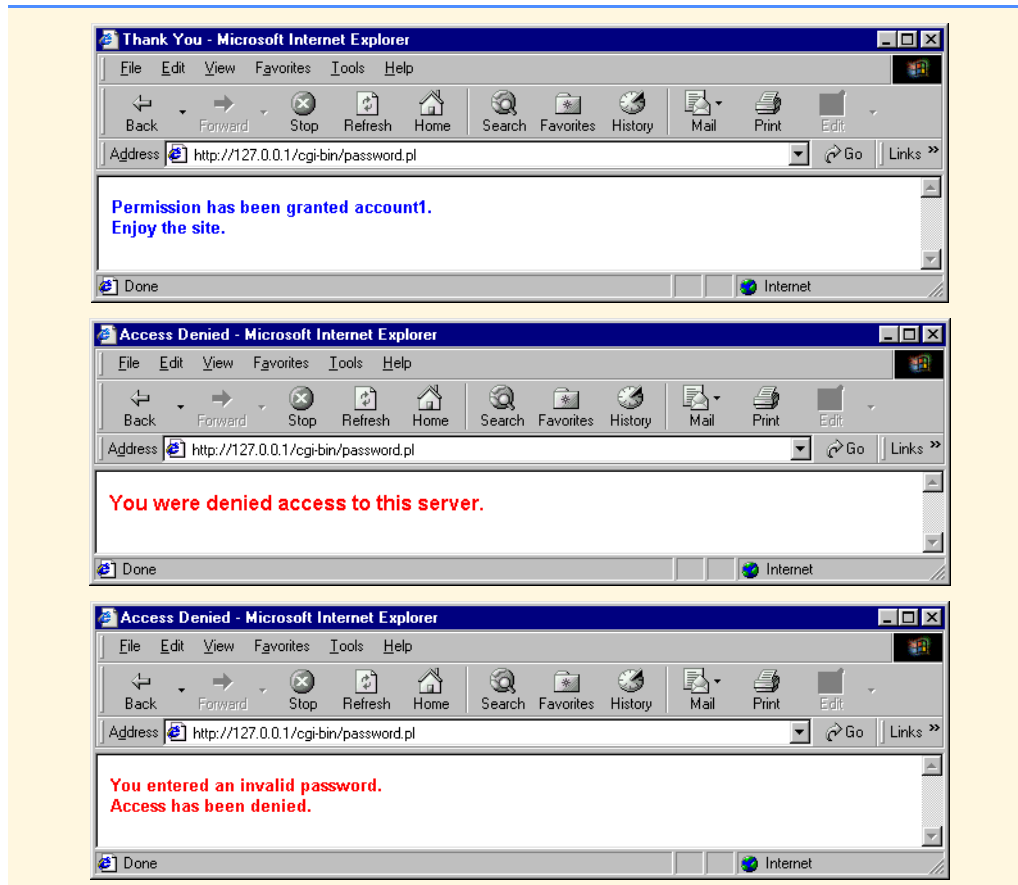 Thank You - Microsoft Internet Explorer
File Edit View Favorites Tools Help
Back Forward Stop Refresh Home Search Favorites History Mail Print Edit
Address http://127.0.0.1/cgi-bin/password.pl Go Links »
Permission has been granted account1.
Enjoy the site.
Done Internet
Access Denied - Microsoft Internet Explorer
File Edit View Favorites Tools Help
Back Forward Stop Refresh Home Search Favorites History Mail Print Edit
Address http://127.0.0.1/cgi-bin/password.pl Go Links »
You were denied access to this server.
Done Internet
Access Denied - Microsoft Internet Explorer
File Edit View Favorites Tools Help
Back Forward Stop Refresh Home Search Favorites History Mail Print Edit
Address http://127.0.0.1/cgi-bin/password.pl Go Links »
You entered an invalid password.
Access has been denied.
Done Internet